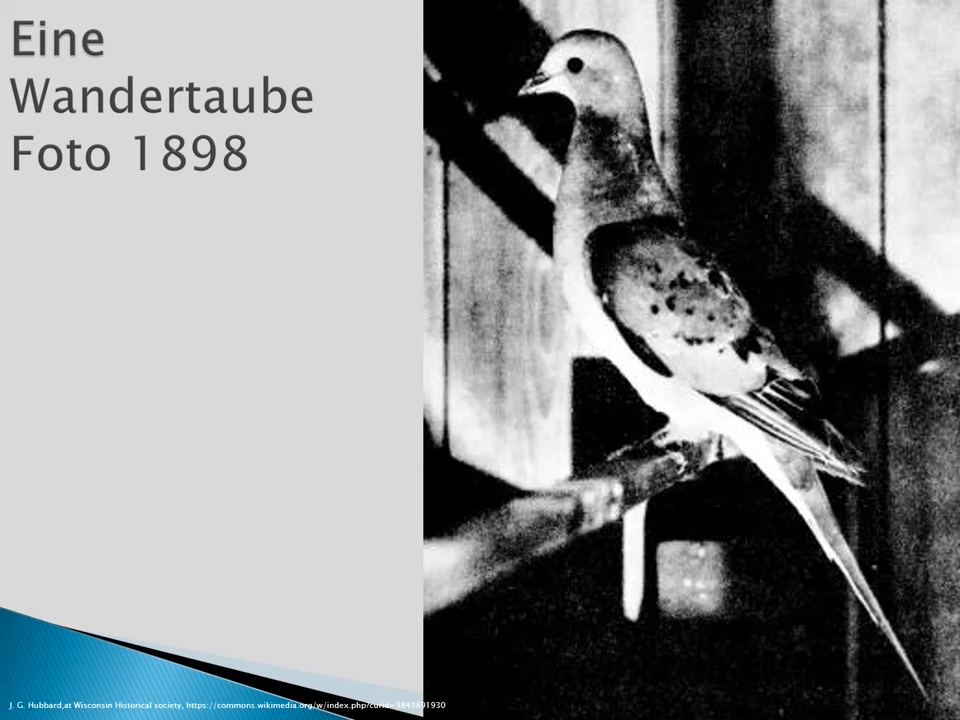 Eine
Wandertaube
Foto 1898
J. G. Hubbard,at Wisconsin Historical society, https://commons.wikimedia.org/w/index.php?curid=9843891930